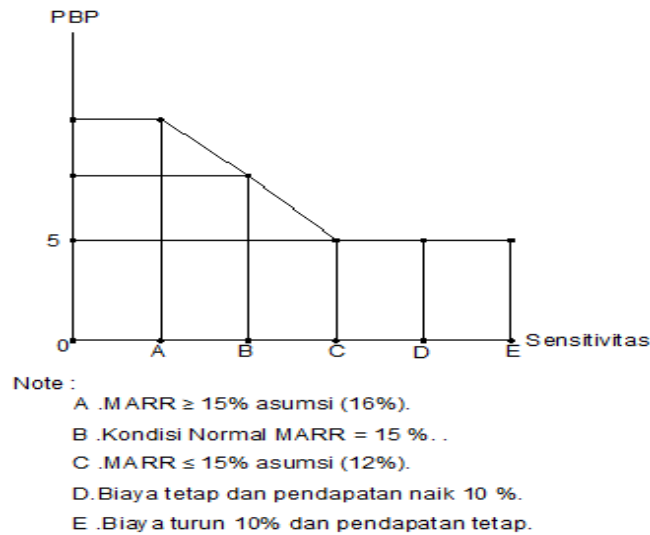 PBP
5
0
A B C D E Sensitivitas
Note :
A .MARR ≥ 15% asumsi (16%).
B .Kondisi Normal MARR = 15 %. .
C .MARR ≤ 15% asumsi (12%).
D.Biaya tetap dan pendapatan naik 10 %.
E .Biaya turun 10% dan pendapatan tetap.